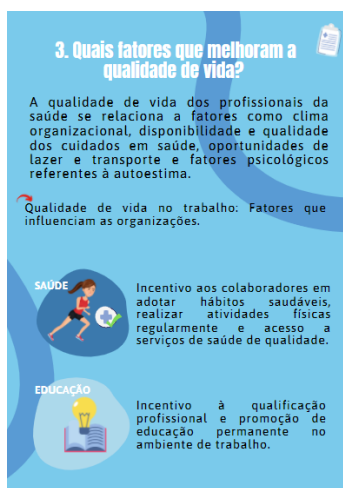 3. Quais fatores que melhoram a
qualidade de vida?
A qualidade de vida dos profissionais da
saúde se relaciona a fatores como clima
organizacional, disponibilidade e qualidade
dos cuidados em saúde, oportunidades de
lazer e transporte e fatores psicológicos
referentes à autoestima.
Qualidade de vida no trabalho: Fatores que
influenciam as organizações.
SAÚDE
Incentivo aos colaboradores em
adotar hábitos saudáveis,
realizar atividades físicas
regularmente e acesso a
serviços de saúde de qualidade.
EDUCAÇÃO
Incentivo à qualificação
profissional e promoção de
educação permanente no
ambiente de trabalho.